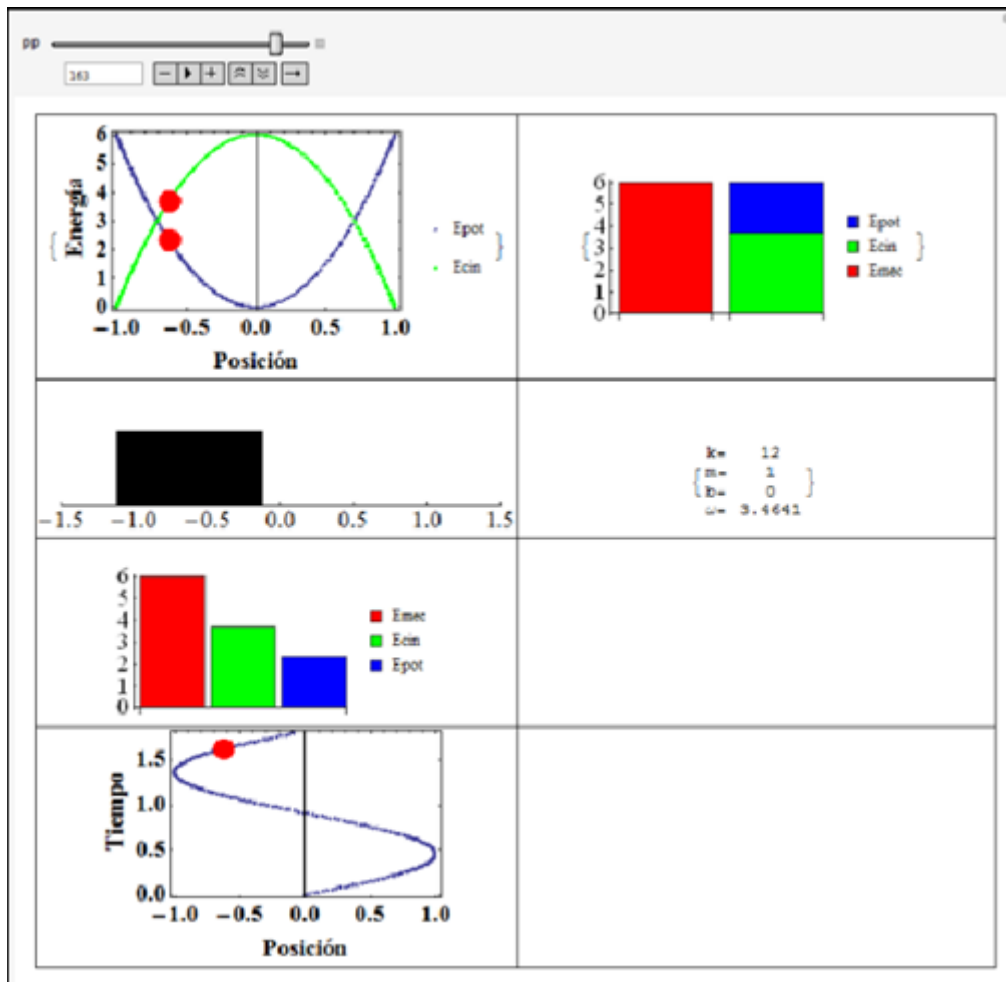 pp
163
6
5
4
3
2
1
0
Energía
−1.0 −0.5 0.0 0.5 1.0
Posición
Epot
Ecin
6
5
4
3
2
1
0
Epot
Ecin
Emec
−1.5 −1.0 −0.5 0.0 0.5 1.0 1.5
k= 12
m= 1
b= 0
ω= 3.4641
6
5
4
3
2
1
0
Emec
Ecin
Epot
1.5
1.0
0.5
0.0
Tiempo
−1.0 −0.5 0.0 0.5 1.0
Posición